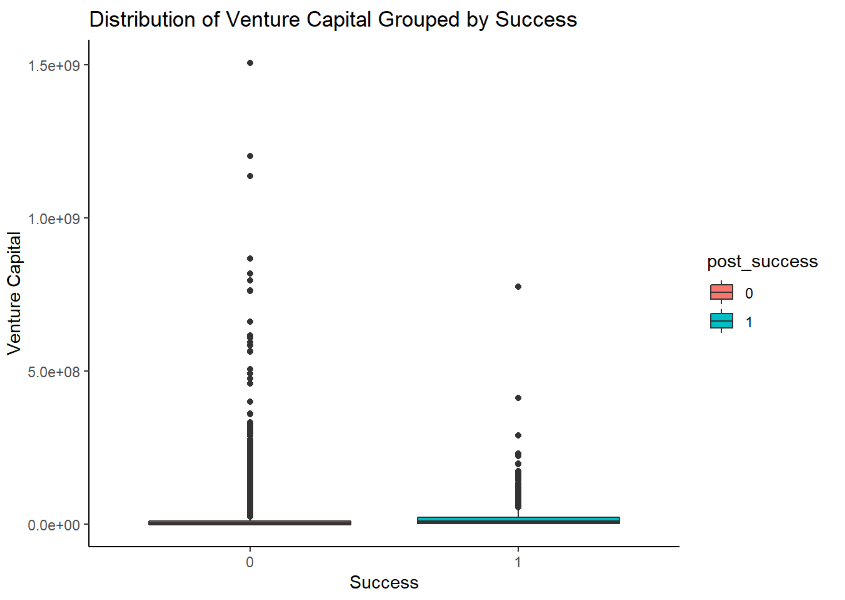 Distribution of Venture Capital Grouped by Success
1.5e+09
1.0e+09
5.0e+08
0.0e+00
Venture Capital
0
1
Success
post_success
0
1